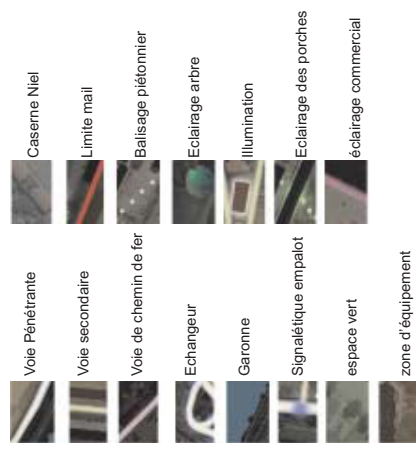 Caserne Niel
Limite mail
Balisage piétonnier
Eclairage arbre
Illumination
Eclairage des porches
éclairage commercial
Voie Pénétrante
Voie secondaire
Voie de chemin de fer
Echangeur
Garonne
Signalétique empalot
espace vert
zone d'équipement